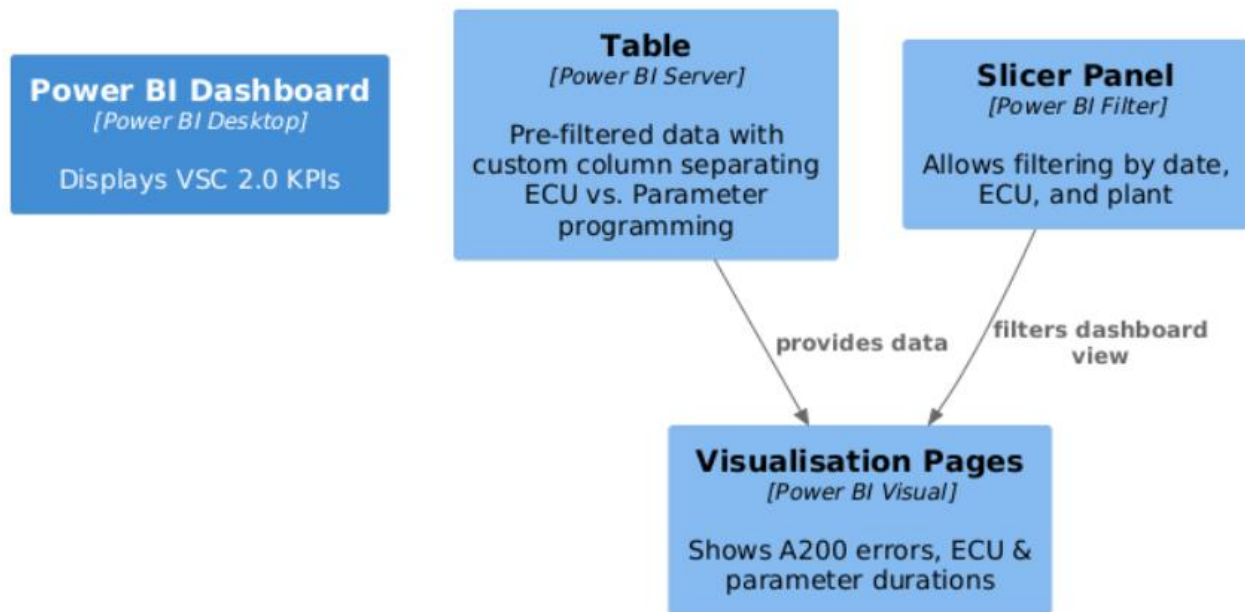 Power BI Dashboard
[Power BI Desktop]
Displays VSC 2.0 KPIs
Table
[Power BI Server]
Pre-filtered data with
custom column separating
ECU vs. Parameter
programming
Slicer Panel
[Power BI Filter]
Allows filtering by date,
ECU, and plant
provides data
filters dashboard
view
Visualisation Pages
[Power BI Visual]
Shows A200 errors, ECU &
parameter durations